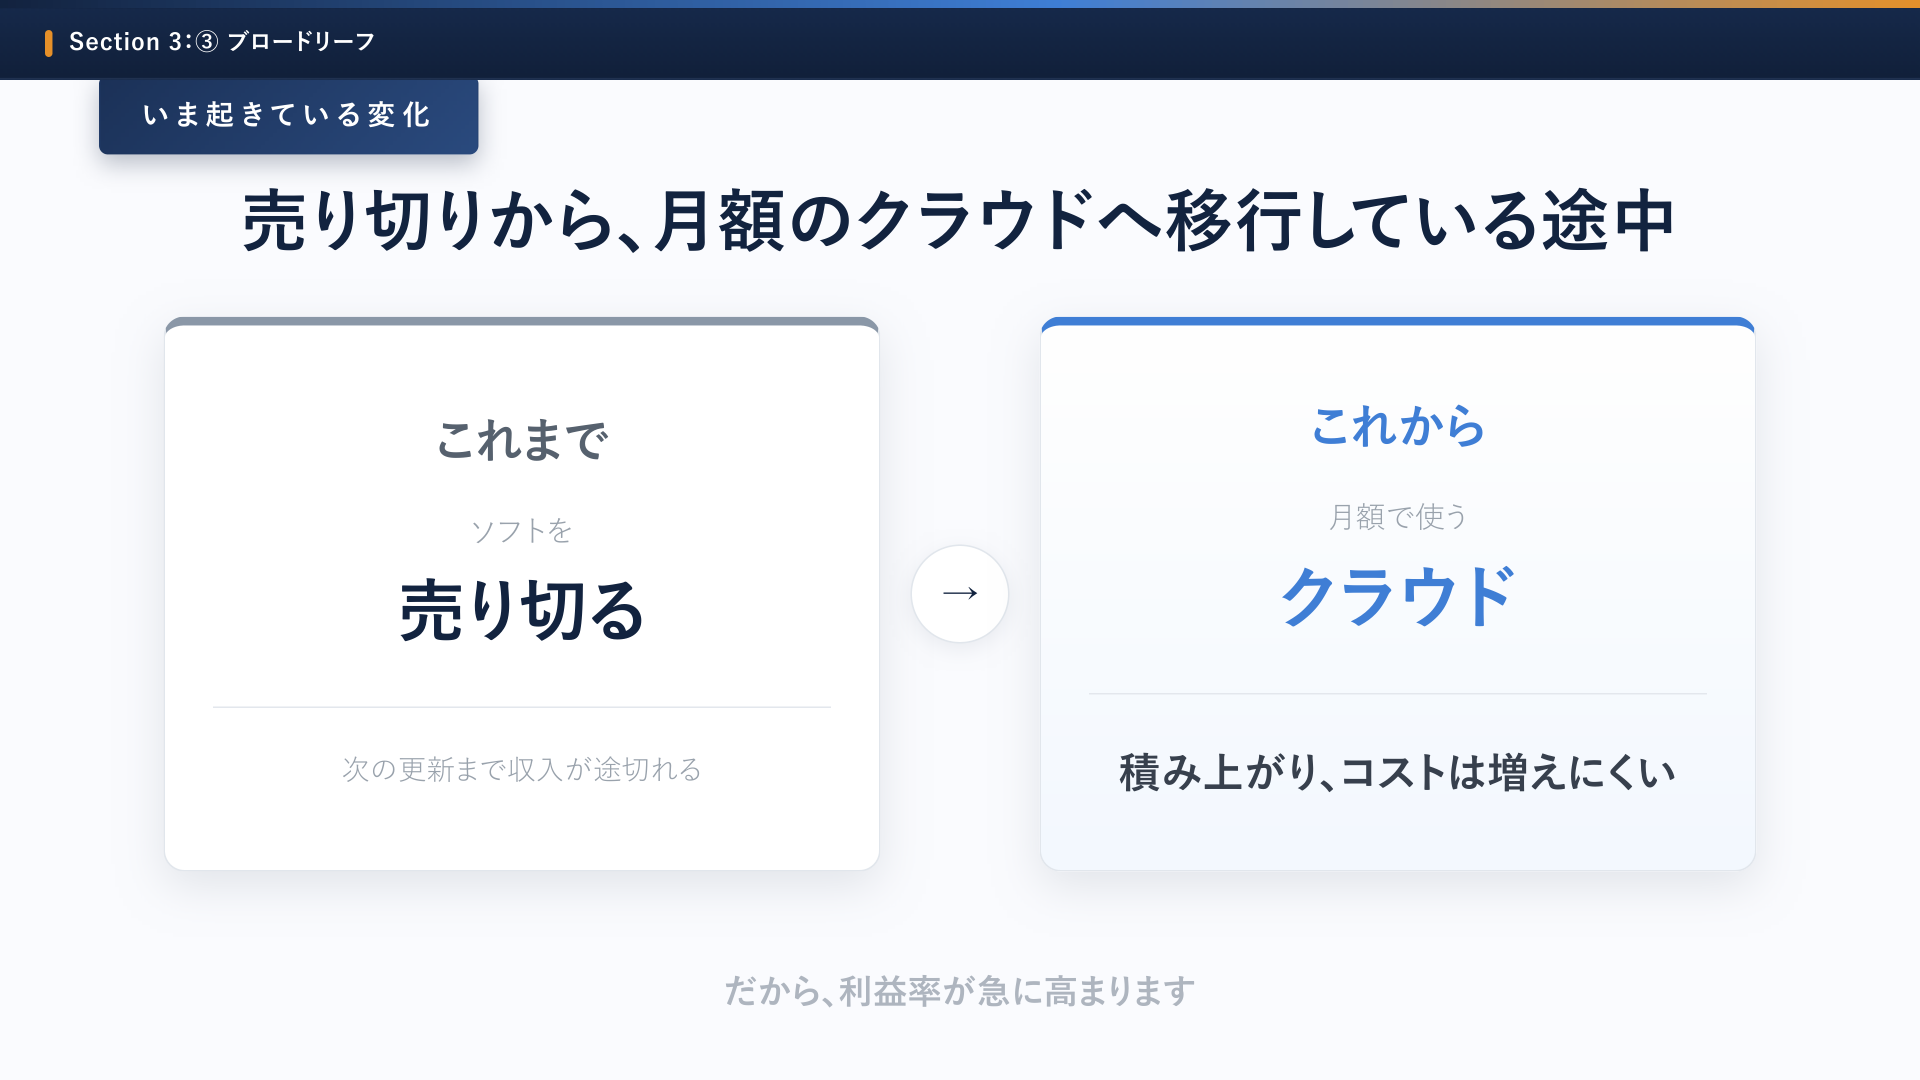 Section 3：③ ブロードリーフ
いま起きている変化
売り切りから、月額のクラウドへ移行している途中
これまで
ソフトを
売り切る
次の更新まで収入が途切れる
→
これから
月額で使う
クラウド
積み上がり、コストは増えにくい
だから、利益率が急に高まります